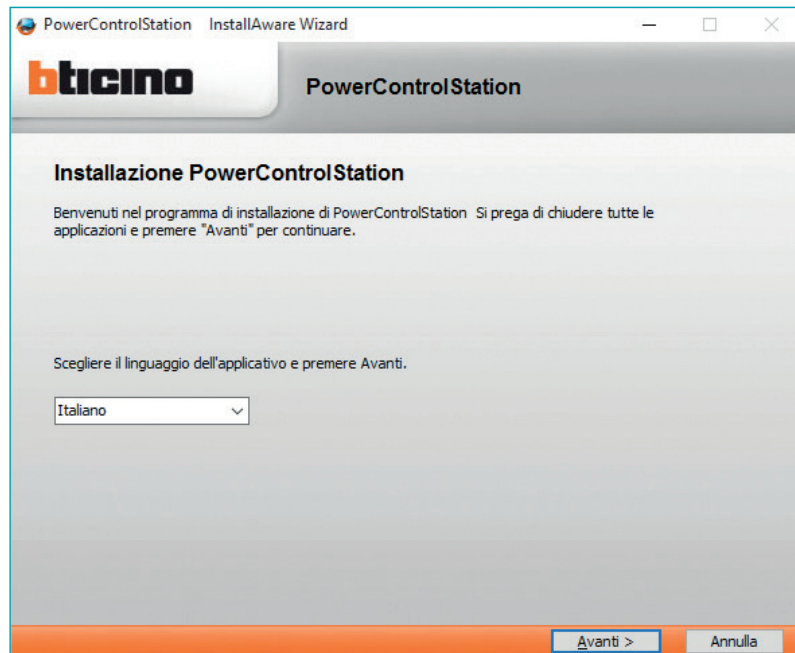 PowerControlStation InstallAware Wizard
bticino
PowerControlStation
Installazione PowerControlStation
Benvenuti nel programma di installazione di PowerControlStation Si prega di chiudere tutte le
applicazioni e premere "Avanti" per continuare.
Scegliere il linguaggio dell'applicativo e premere Avanti.
Italiano
Avanti >
Annulla